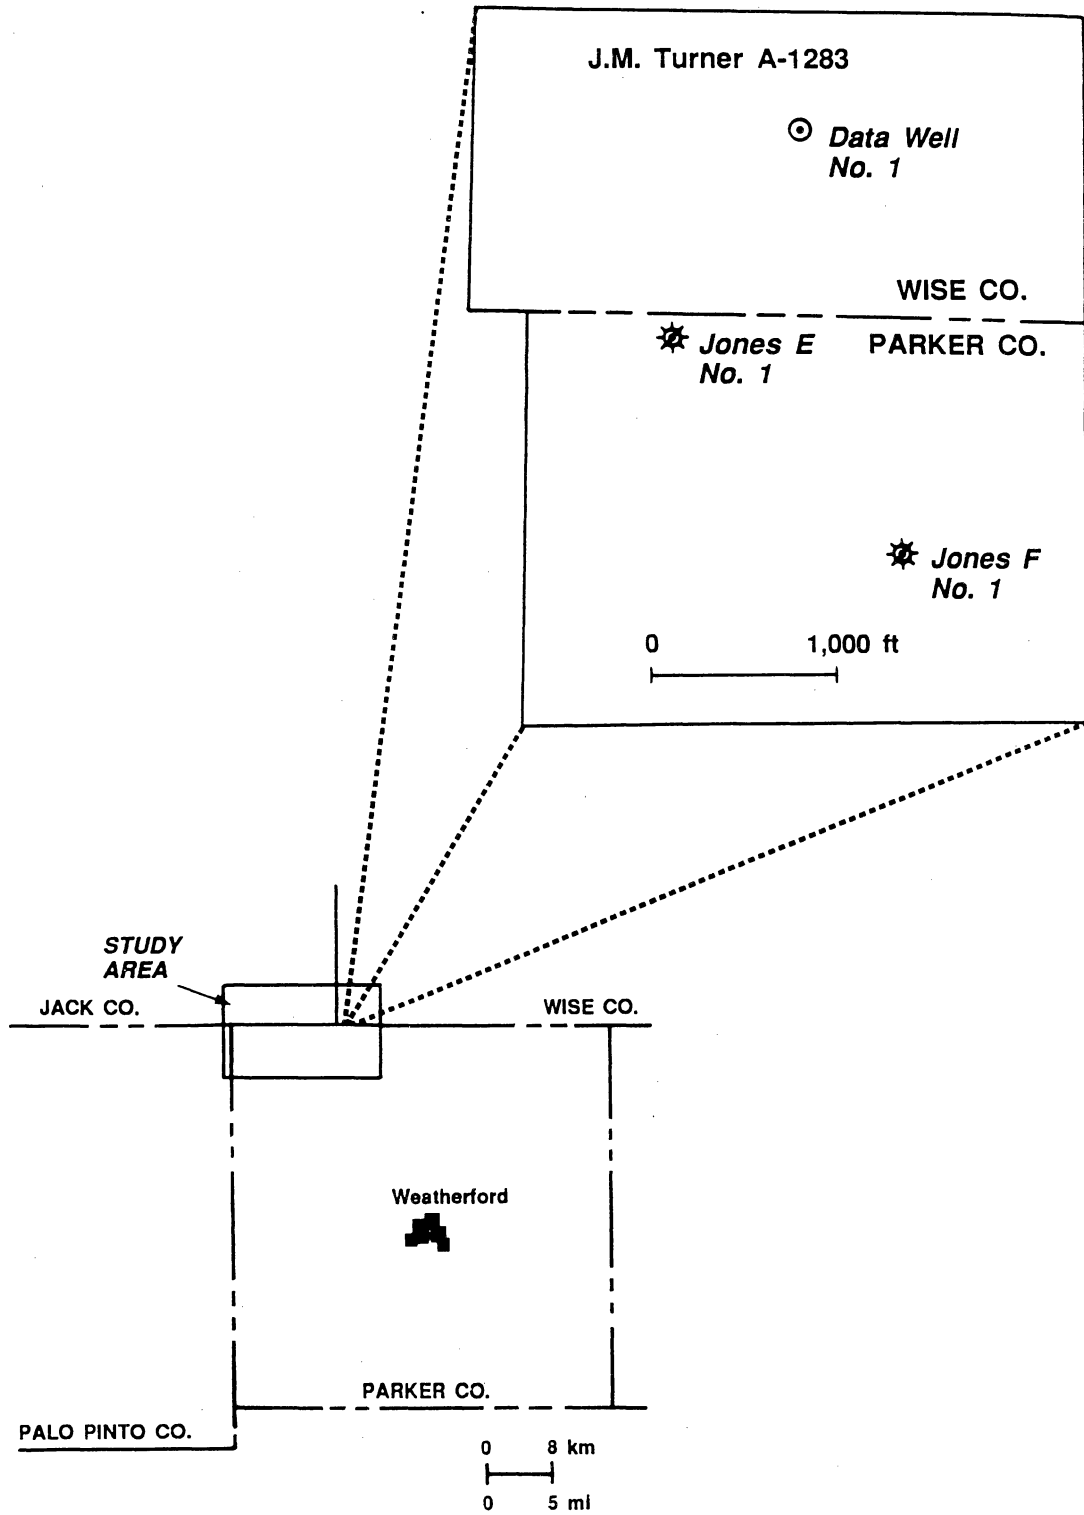 J.M. Turner A-1283
Data Well
No. 1
WISE CO.
Jones E
No. 1
PARKER CO.
Jones F
No. 1
0 1,000 ft
STUDY
AREA
JACK CO.
WISE CO.
Weatherford
PARKER CO.
PALO PINTO CO.
0 8 km
0 5 mi